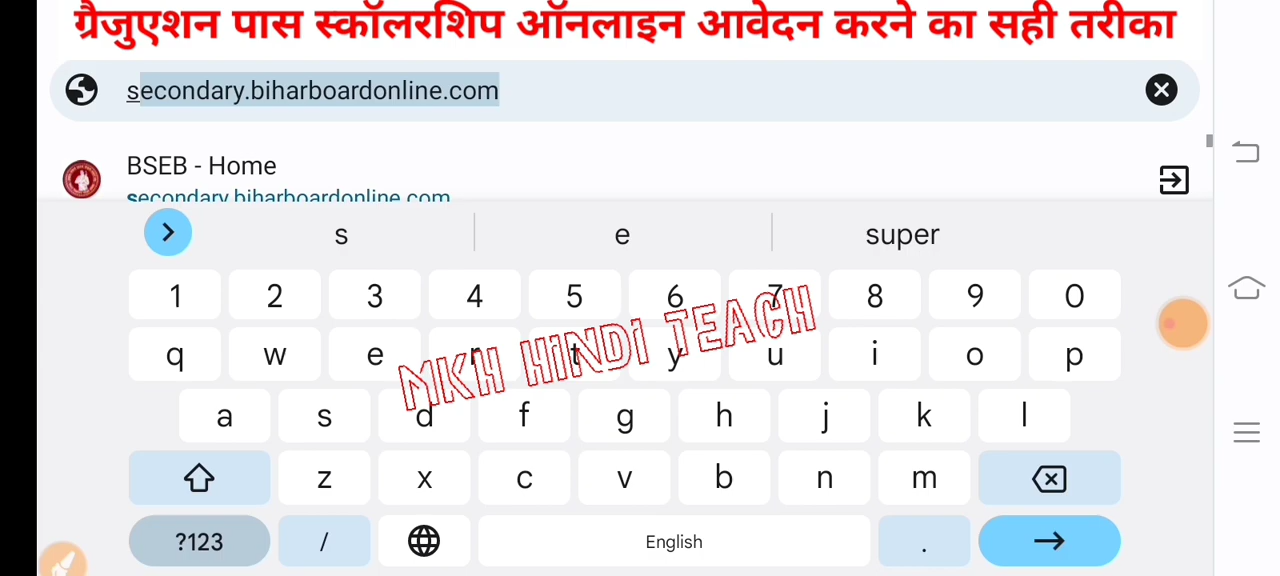 ग्रैजुएशन पास स्कॉलरशिप ऑनलाइन आवेदन करने का सही तरीका
secondary.biharboardonline.com
BSEB - Home
secondary.biharboardonline.com
s e super
1 2 3 4 5 6 7 8 9 0
q w e r t y u i o p
MKH HINDI TEACH
a s d f g h j k l
z x c v b n m
?123 / English .